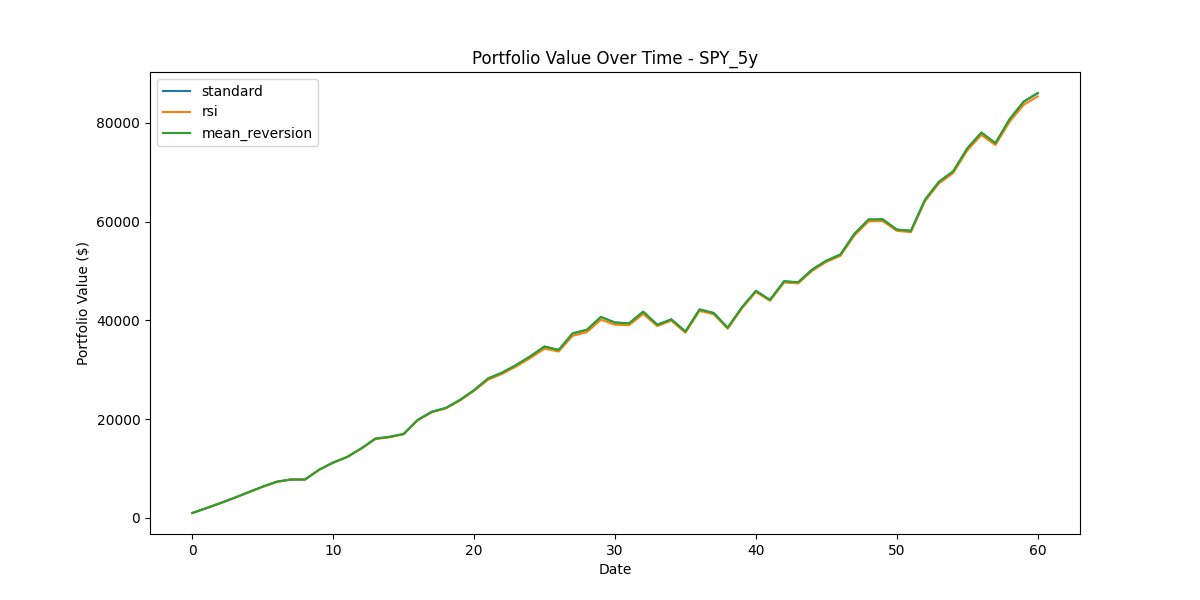 Portfolio Value Over Time - SPY_5y
standard
rsi
mean_reversion
Portfolio Value ($)
80000
60000
40000
20000
0
0 10 20 30 40 50 60
Date